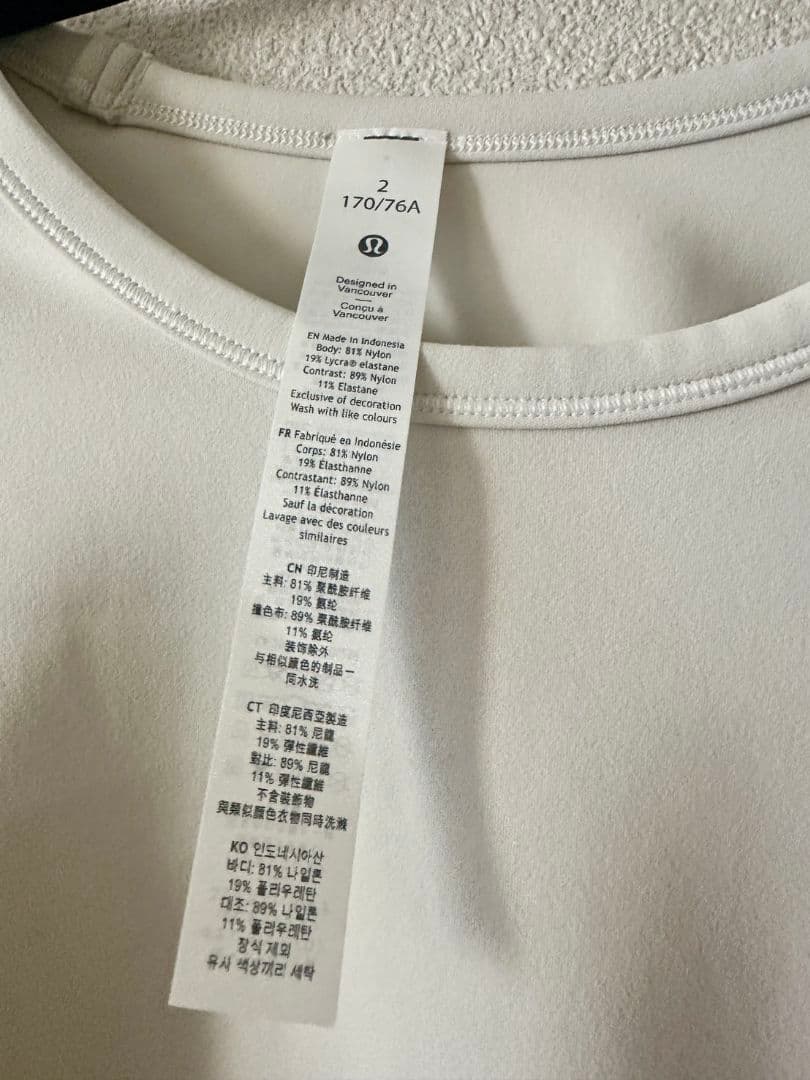 2
170/76A
Designed in
Vancouver
Conçu à
Vancouver
EN Made in Indonesia
Body: 81% Nylon
19% Lycra® elastane
Contrast: 89% Nylon
11% Elastane
Exclusive of decoration
Wash with like colours
FR Fabriqué en Indonésie
Corps: 81% Nylon
19% Élasthanne
Contrastant: 89% Nylon
11% Élasthanne
Sauf la décoration
Lavage avec des couleurs
similaires
CN 印尼制造
主料: 81% 聚酰胺纤维
19% 氨纶
撞色布: 89% 聚酰胺纤维
11% 氨纶
装饰除外
与相似颜色的制品一
同水洗
CT 印度尼西亞製造
主料: 81% 尼龍
19% 彈性纖維
對比: 89% 尼龍
11% 彈性纖維
不含裝飾物
與類似顏色衣物同時洗滌
KO 인도네시아산
바디: 81% 나일론
19% 폴리우레탄
대조: 89% 나일론
11% 폴리우레탄
장식 제외
유사 색상끼리 세탁